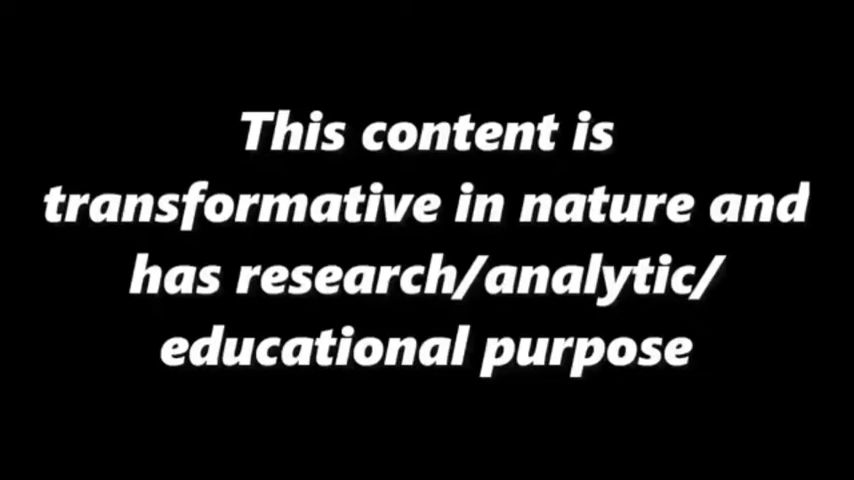 This content is
transformative in nature and
has research/analytic/
educational purpose